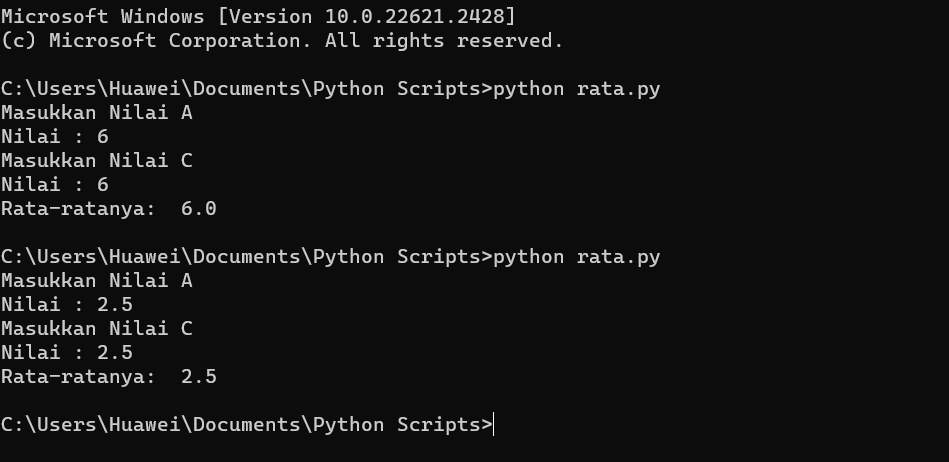 Microsoft Windows [Version 10.0.22621.2428]
(c) Microsoft Corporation. All rights reserved.
C:\Users\Huawei\Documents\Python Scripts>python rata.py
Masukkan Nilai A
Nilai : 6
Masukkan Nilai C
Nilai : 6
Rata-ratanya:  6.0
C:\Users\Huawei\Documents\Python Scripts>python rata.py
Masukkan Nilai A
Nilai : 2.5
Masukkan Nilai C
Nilai : 2.5
Rata-ratanya:  2.5
C:\Users\Huawei\Documents\Python Scripts>